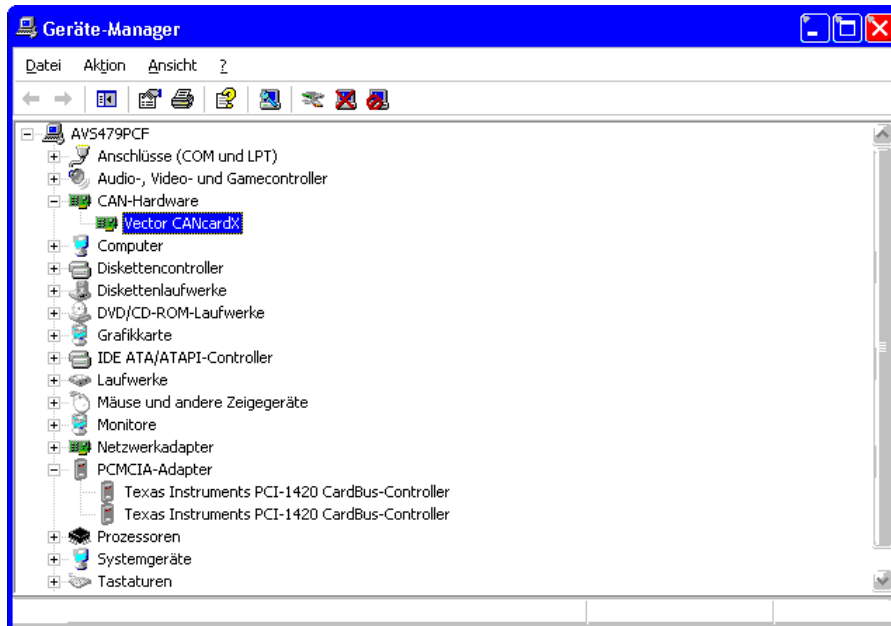 Geräte-Manager
Datei Aktion Ansicht ?
AVS479PCF
Anschlüsse (COM und LPT)
Audio-, Video- und Gamecontroller
CAN-Hardware
Vector CANcardX
Computer
Diskettencontroller
Diskettenlaufwerke
DVD/CD-ROM-Laufwerke
Grafikkarte
IDE ATA/ATAPI-Controller
Laufwerke
Mäuse und andere Zeigegeräte
Monitore
Netzwerkadapter
PCMCIA-Adapter
Texas Instruments PCI-1420 CardBus-Controller
Texas Instruments PCI-1420 CardBus-Controller
Prozessoren
Systemgeräte
Tastaturen